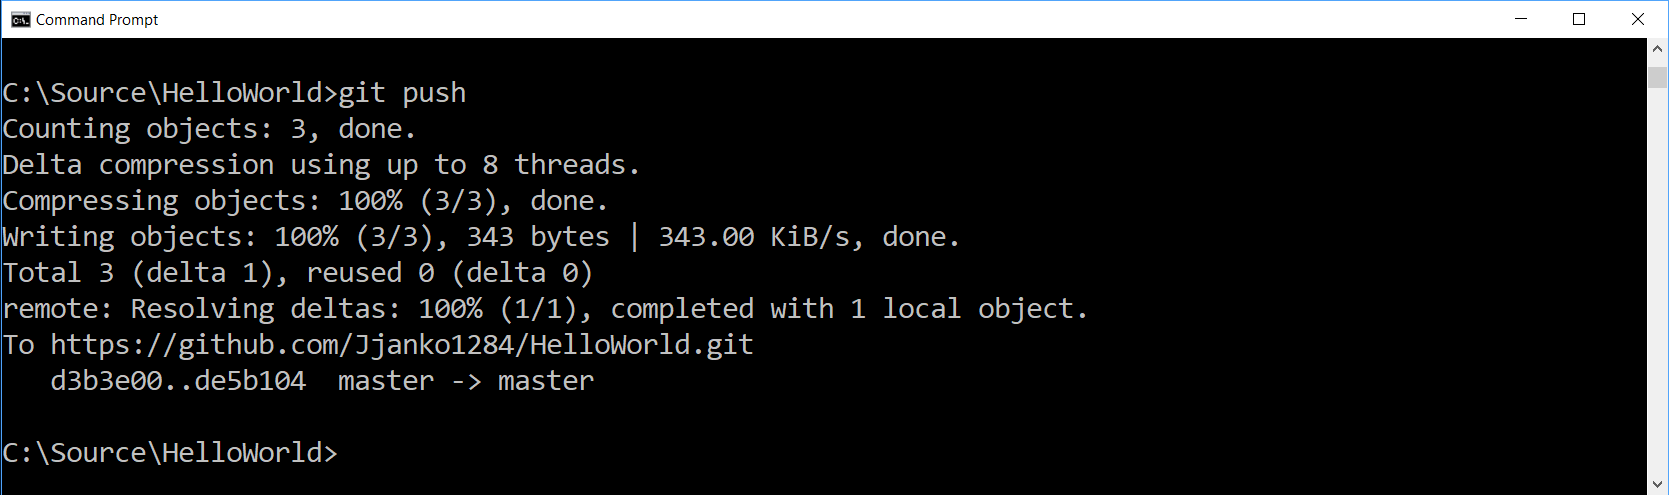 Command Prompt
C:\Source\HelloWorld>git push
Counting objects: 3, done.
Delta compression using up to 8 threads.
Compressing objects: 100% (3/3), done.
Writing objects: 100% (3/3), 343 bytes | 343.00 KiB/s, done.
Total 3 (delta 1), reused 0 (delta 0)
remote: Resolving deltas: 100% (1/1), completed with 1 local object.
To https://github.com/Jjanko1284/HelloWorld.git
   d3b3e00..de5b104  master -> master
C:\Source\HelloWorld>